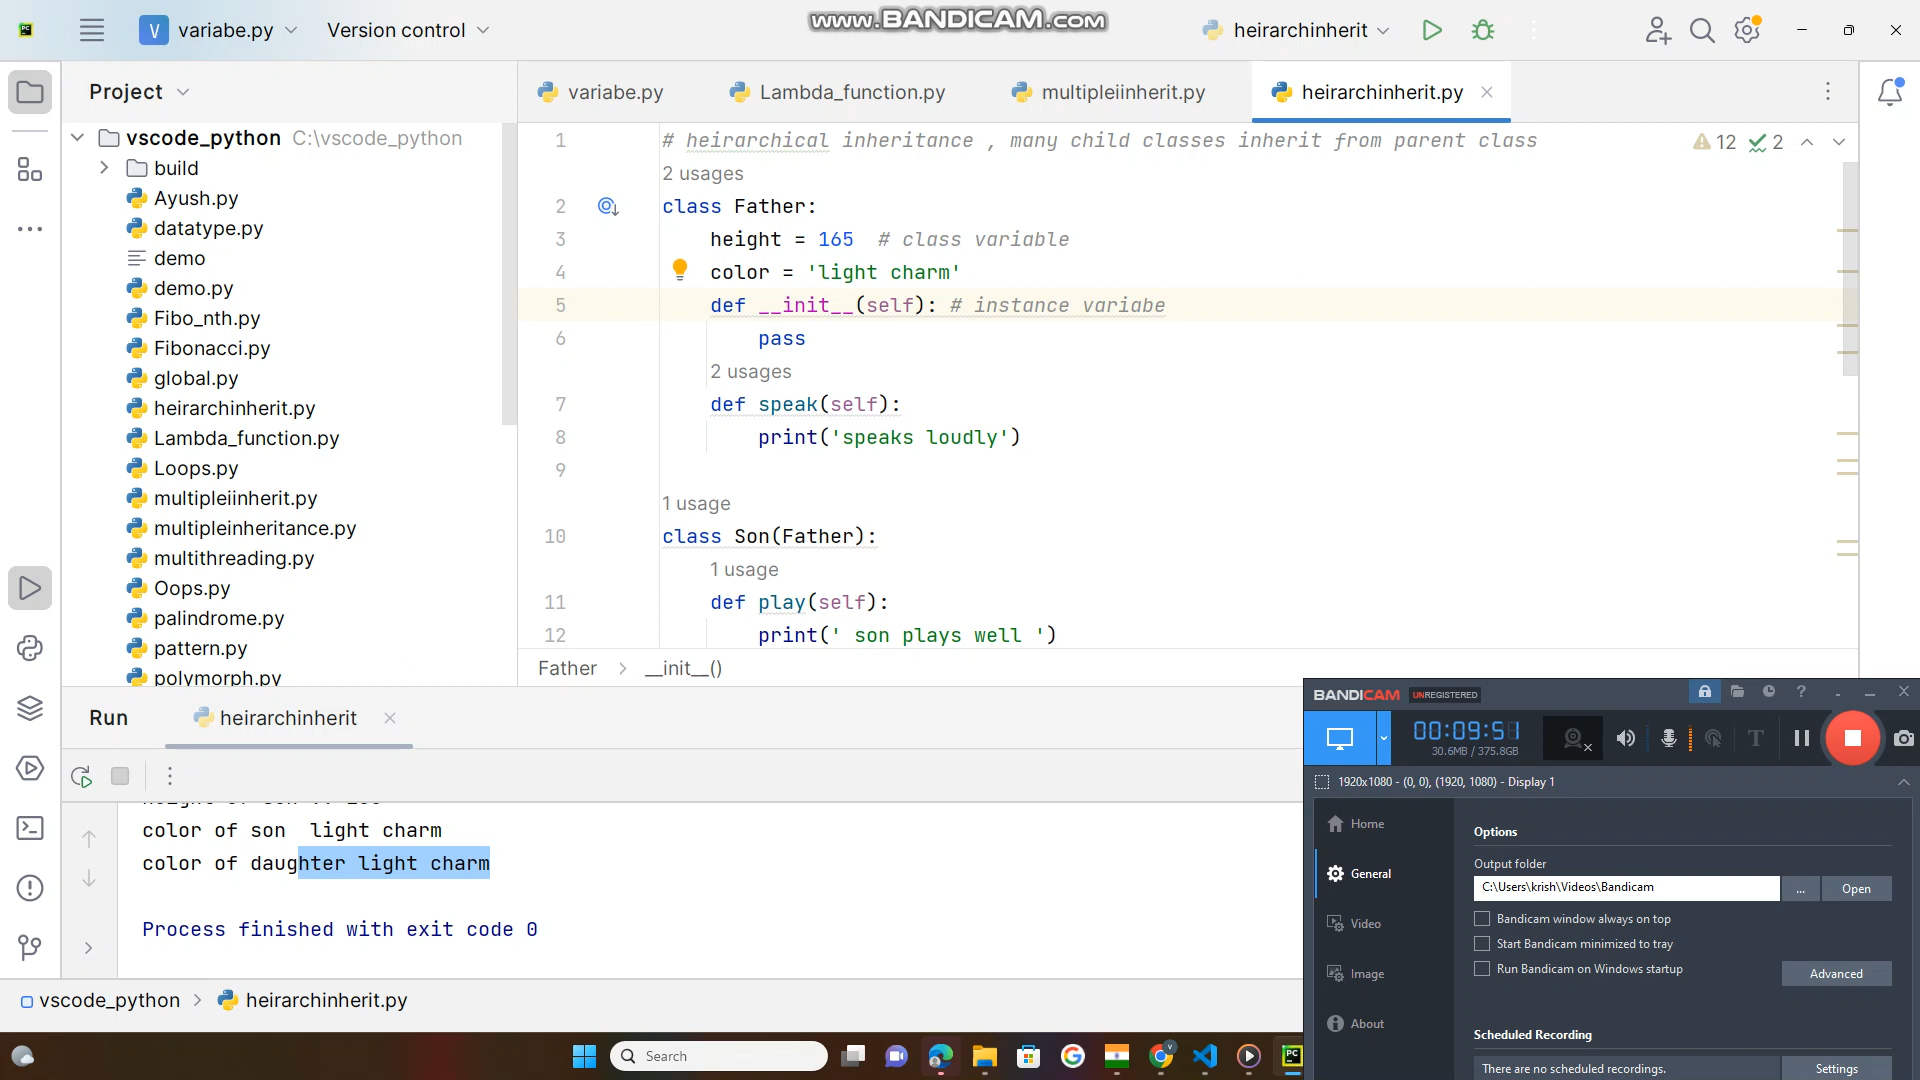 www.BANDICAM.com
V variabe.py
Version control
heirarchinherit
Project
variabe.py
Lambda_function.py
multipleiinherit.py
heirarchinherit.py
vscode_python C:\vscode_python
build
Ayush.py
datatype.py
demo
demo.py
Fibo_nth.py
Fibonacci.py
global.py
heirarchinherit.py
Lambda_function.py
Loops.py
multipleiinherit.py
multipleinheritance.py
multithreading.py
Oops.py
palindrome.py
pattern.py
polymorph.py
12 2
1 # heirarchical inheritance , many child classes inherit from parent class
2 usages
2 class Father:
3 height = 165 # class variable
4 color = 'light charm'
5 def __init__(self): # instance variabe
6 pass
2 usages
7 def speak(self):
8 print('speaks loudly')
9
1 usage
10 class Son(Father):
1 usage
11 def play(self):
12 print(' son plays well ')
Father > __init__()
Run
heirarchinherit
color of son  light charm
color of daughter light charm
Process finished with exit code 0
vscode_python > heirarchinherit.py
Search
BANDICAM UNREGISTERED
00:09:51
30.6MB / 375.8GB
1920x1080 - (0, 0), (1920, 1080) - Display 1
Home
General
Video
Image
About
Options
Output folder
C:\Users\krish\Videos\Bandicam
...
Open
Bandicam window always on top
Start Bandicam minimized to tray
Run Bandicam on Windows startup
Advanced
Scheduled Recording
There are no scheduled recordings.
Settings